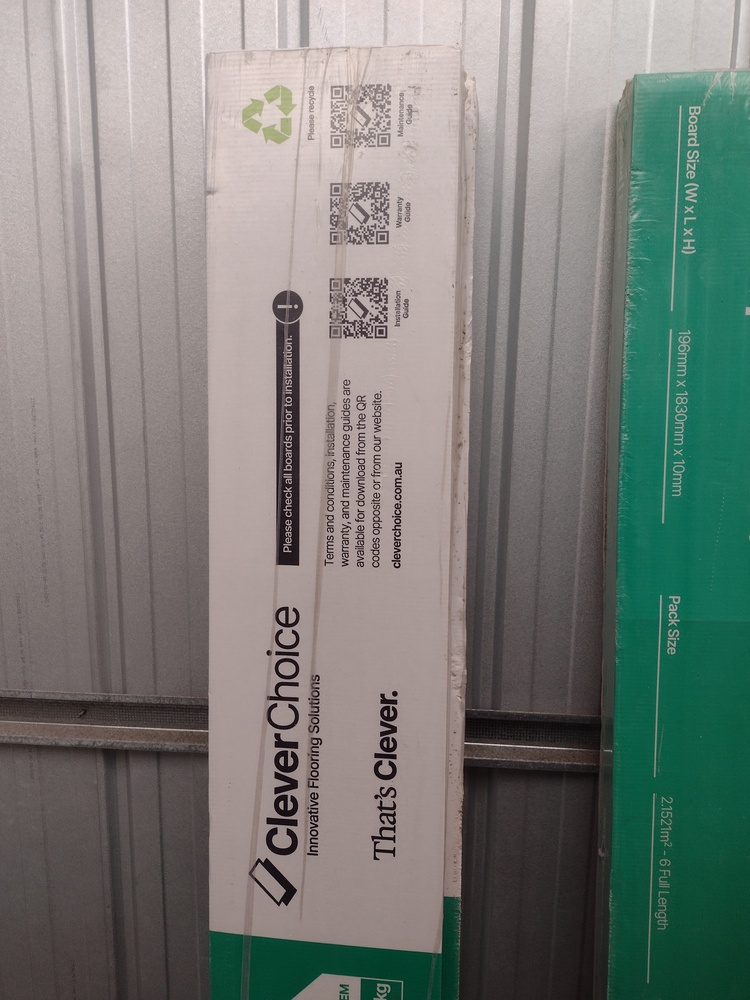 CleverChoice
Innovative Flooring Solutions
That's Clever.
Please check all boards prior to installation.
Terms and conditions, installation,
warranty, and maintenance guides are
available for download from the QR
codes opposite or from our website.
cleverchoice.com.au
Installation
Guide
Warranty
Guide
Maintenance
Guide
Please recycle
EM
kg
Board Size (W x L x H)
196mm x 1830mm x 10mm
Pack Size
2.1521m² - 6 Full Length